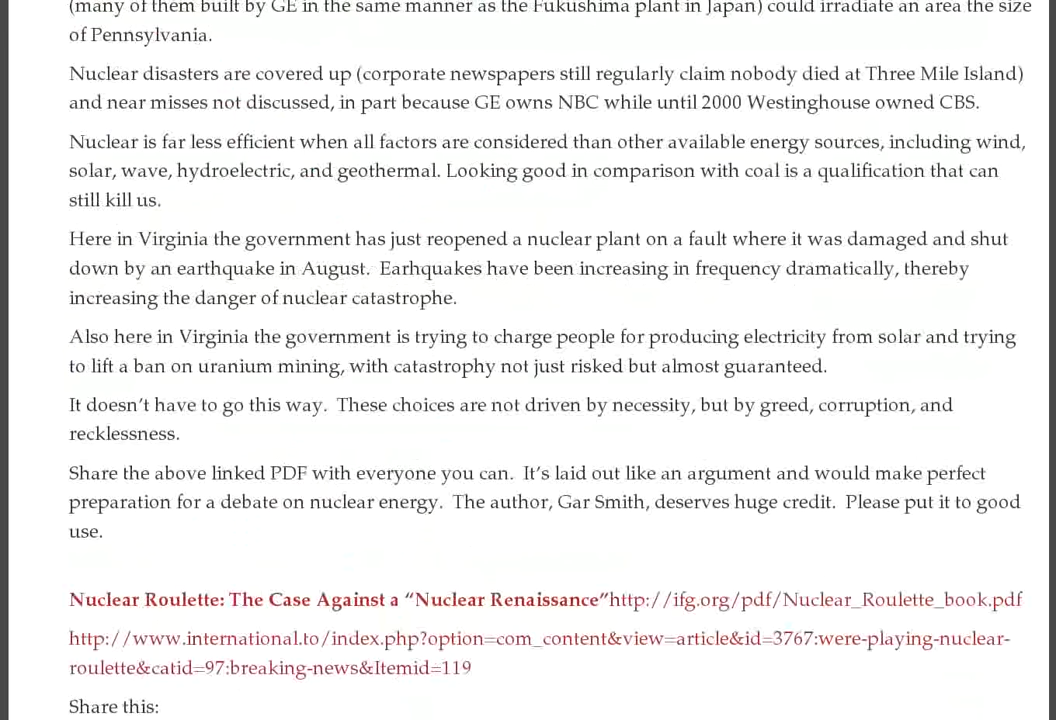 (many of them built by GE in the same manner as the Fukushima plant in Japan) could irradiate an area the size
of Pennsylvania.
Nuclear disasters are covered up (corporate newspapers still regularly claim nobody died at Three Mile Island)
and near misses not discussed, in part because GE owns NBC while until 2000 Westinghouse owned CBS.
Nuclear is far less efficient when all factors are considered than other available energy sources, including wind,
solar, wave, hydroelectric, and geothermal. Looking good in comparison with coal is a qualification that can
still kill us.
Here in Virginia the government has just reopened a nuclear plant on a fault where it was damaged and shut
down by an earthquake in August.  Earhquakes have been increasing in frequency dramatically, thereby
increasing the danger of nuclear catastrophe.
Also here in Virginia the government is trying to charge people for producing electricity from solar and trying
to lift a ban on uranium mining, with catastrophy not just risked but almost guaranteed.
It doesn't have to go this way.  These choices are not driven by necessity, but by greed, corruption, and
recklessness.
Share the above linked PDF with everyone you can.  It's laid out like an argument and would make perfect
preparation for a debate on nuclear energy.  The author, Gar Smith, deserves huge credit.  Please put it to good
use.
Nuclear Roulette: The Case Against a "Nuclear Renaissance"http://ifg.org/pdf/Nuclear_Roulette_book.pdf
http://www.international.to/index.php?option=com_content&view=article&id=3767:were-playing-nuclear-
roulette&catid=97:breaking-news&Itemid=119
Share this: